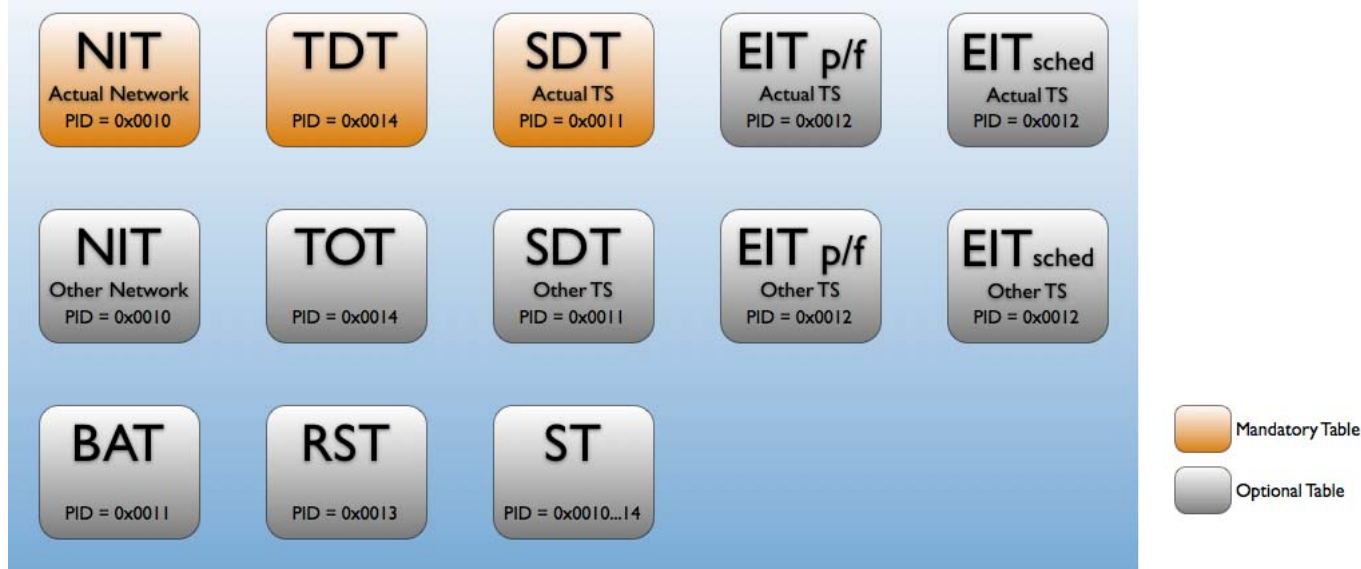 NIT
Actual Network
PID = 0x0010
TDT
PID = 0x0014
SDT
Actual TS
PID = 0x0011
EIT p/f
Actual TS
PID = 0x0012
EIT sched
Actual TS
PID = 0x0012
NIT
Other Network
PID = 0x0010
TOT
PID = 0x0014
SDT
Other TS
PID = 0x0011
EIT p/f
Other TS
PID = 0x0012
EIT sched
Other TS
PID = 0x0012
BAT
PID = 0x0011
RST
PID = 0x0013
ST
PID = 0x0010...14
Mandatory Table
Optional Table